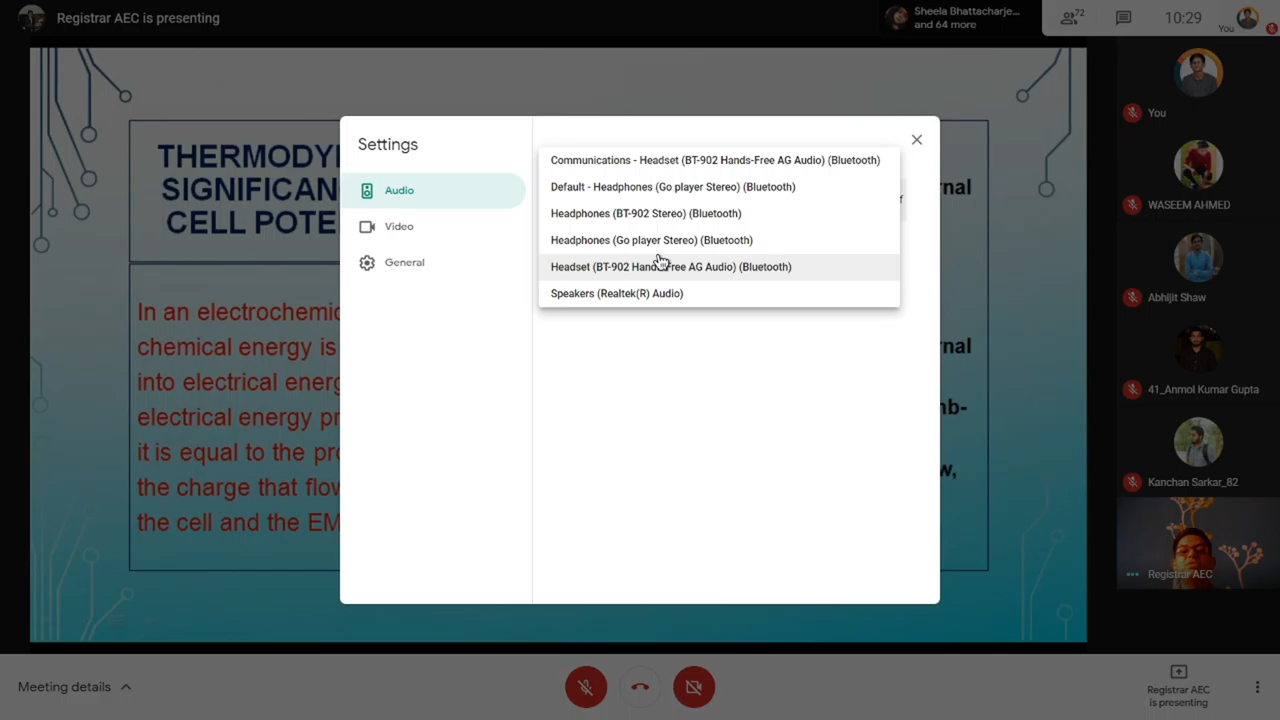 Registrar AEC is presenting
Sheela Bhattacharje...
and 64 more
72
10:29
You
THERMODY
SIGNIFICAN
CELL POTE
In an electrochemic
chemical energy is
into electrical energ
electrical energy pr
it is equal to the pro
the charge that flow
the cell and the EM
Settings
Audio
Video
General
Communications - Headset (BT-902 Hands-Free AG Audio) (Bluetooth)
Default - Headphones (Go player Stereo) (Bluetooth)
Headphones (BT-902 Stereo) (Bluetooth)
Headphones (Go player Stereo) (Bluetooth)
Headset (BT-902 Hands-Free AG Audio) (Bluetooth)
Speakers (Realtek(R) Audio)
f
rnal
rnal
mb-
w,
You
WASEEM AHMED
Abhijit Shaw
41_Anmol Kumar Gupta
Kanchan Sarkar_82
Registrar AEC
Meeting details
Registrar AEC
is presenting